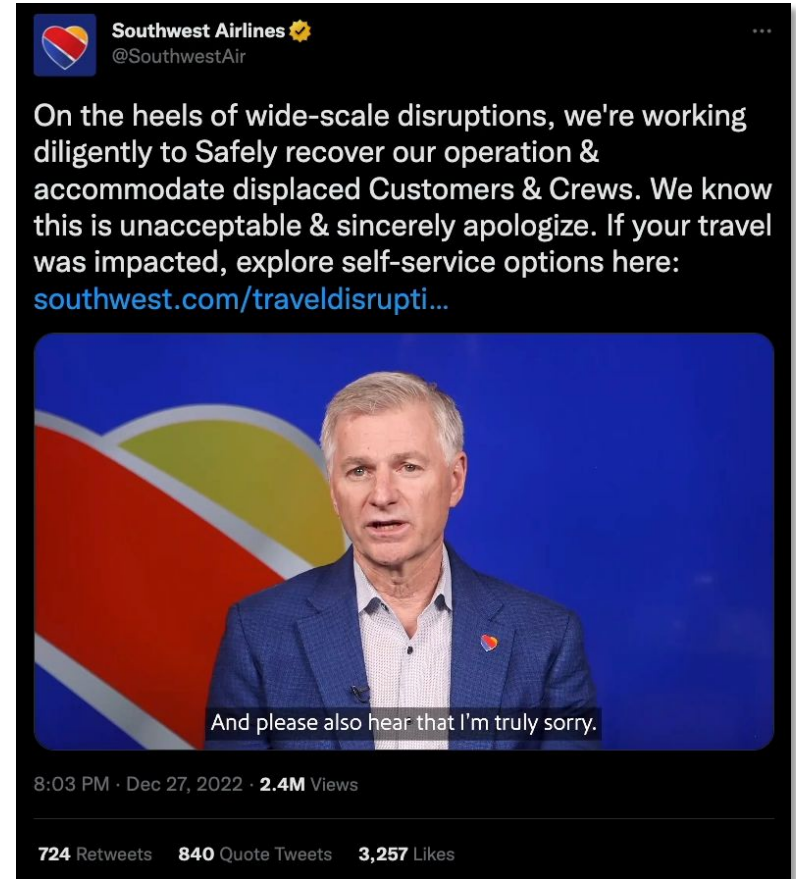 Southwest Airlines
@SouthwestAir
On the heels of wide-scale disruptions, we're working
diligently to Safely recover our operation &
accommodate displaced Customers & Crews. We know
this is unacceptable & sincerely apologize. If your travel
was impacted, explore self-service options here:
southwest.com/traveldisrupti...
And please also hear that I'm truly sorry.
8:03 PM · Dec 27, 2022 · 2.4M Views
724 Retweets 840 Quote Tweets 3,257 Likes